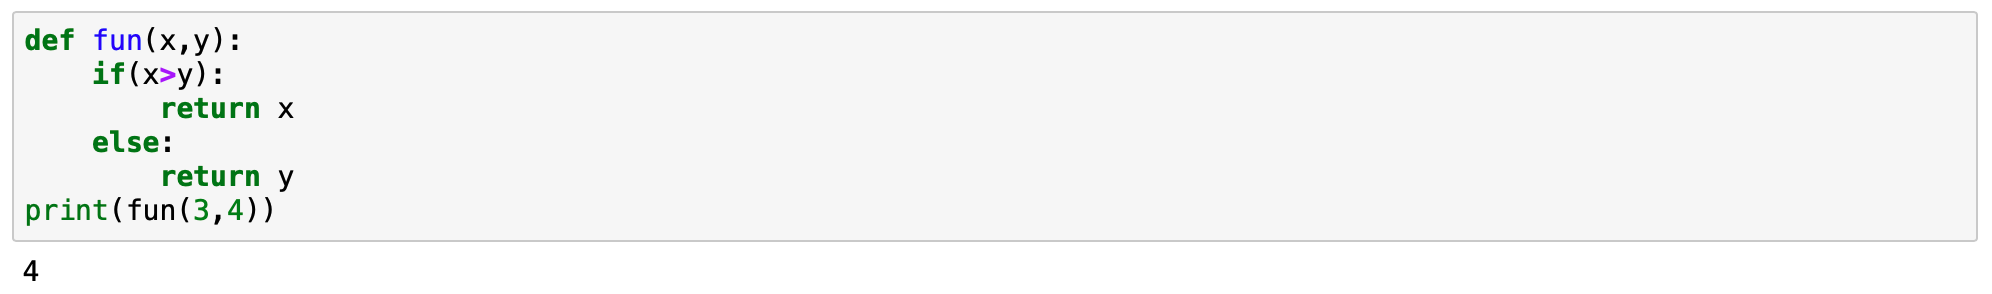 def fun(x,y):
    if(x>y):
        return x
    else:
        return y
print(fun(3,4))
4